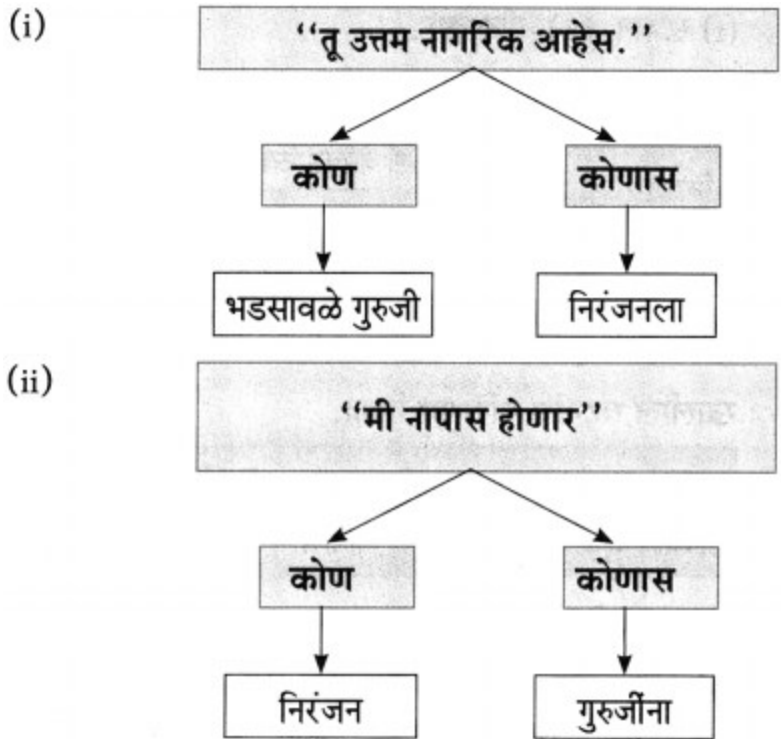 (i)
‘‘तू उत्तम नागरिक आहेस.’’
कोण कोणास
भडसावळे गुरुजी निरंजनला
(ii)
‘‘मी नापास होणार’’
कोण कोणास
निरंजन गुरुजींना